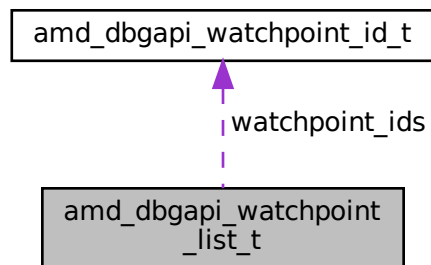 amd_dbgapi_watchpoint_id_t
watchpoint_ids
amd_dbgapi_watchpoint
_list_t